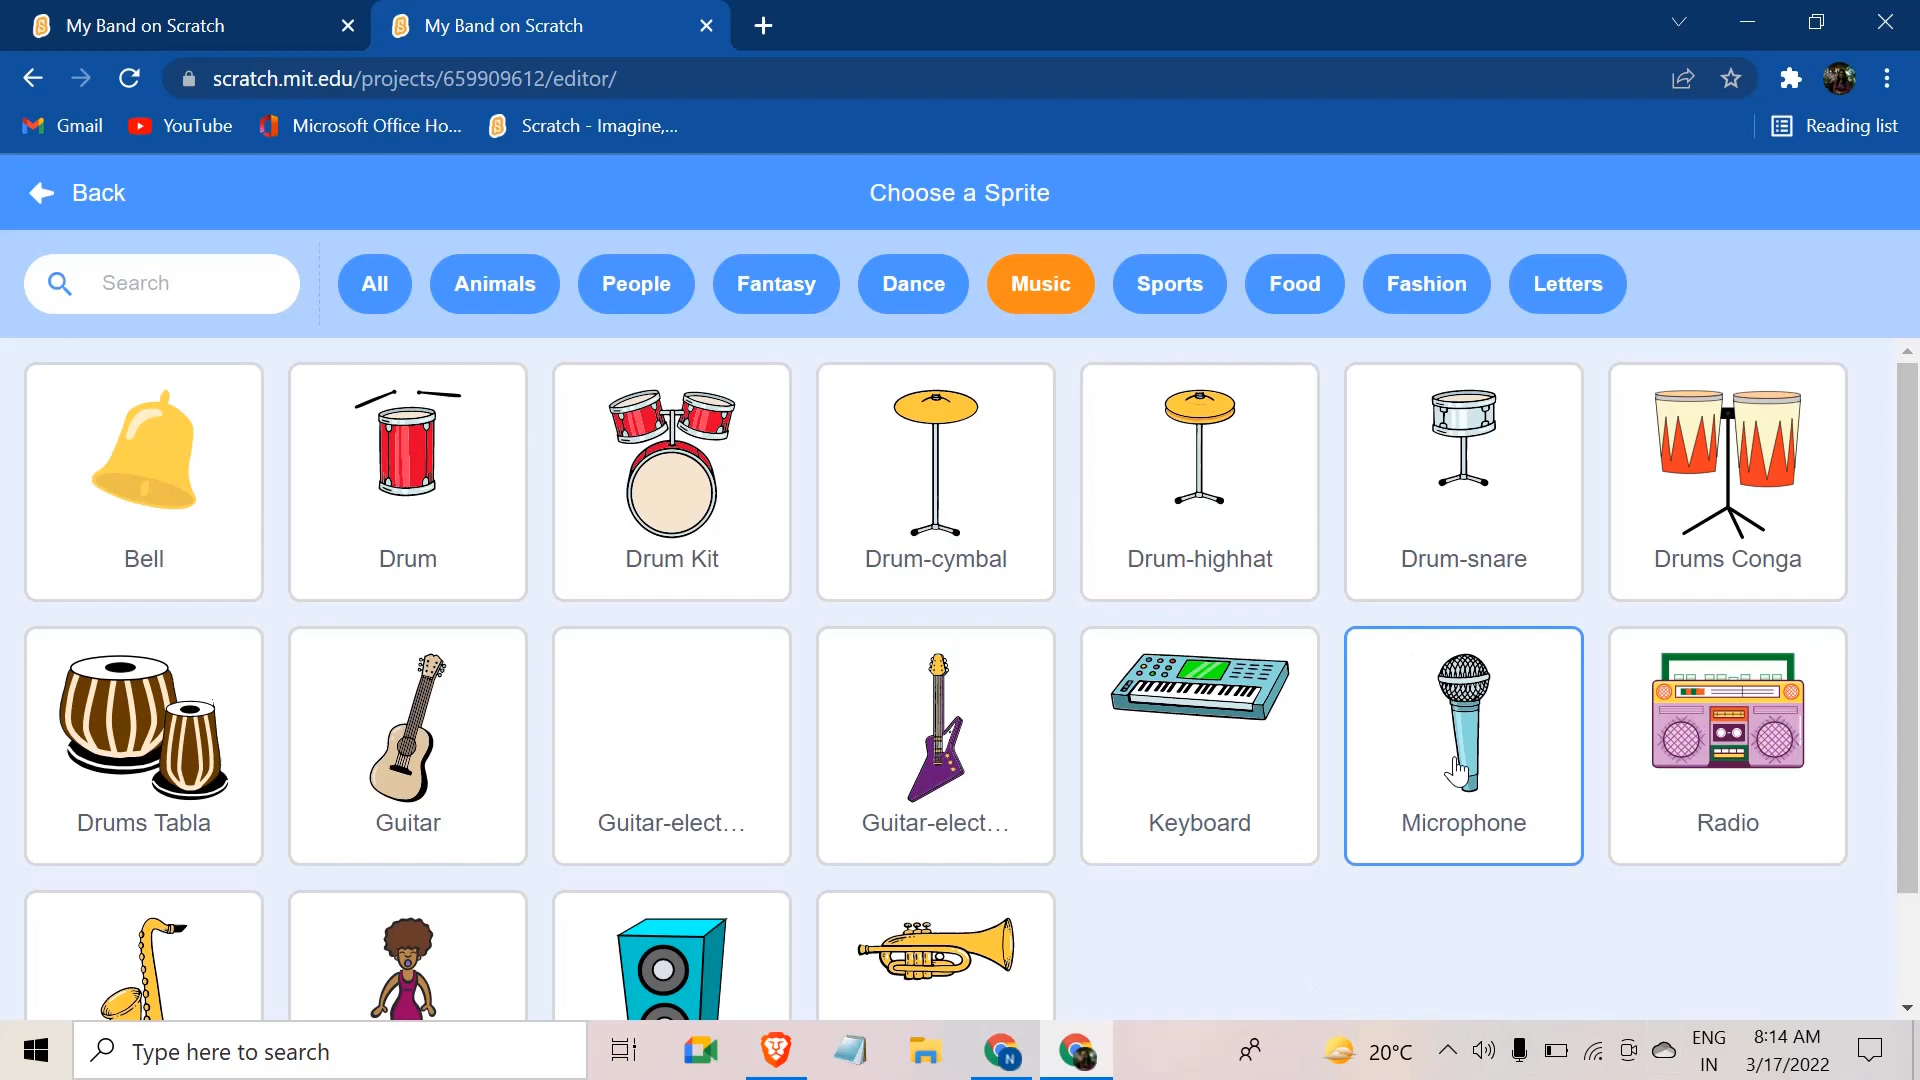 My Band on Scratch
My Band on Scratch
scratch.mit.edu/projects/659909612/editor/
Gmail
YouTube
Microsoft Office Ho...
Scratch - Imagine,...
Reading list
Back
Choose a Sprite
Search
All
Animals
People
Fantasy
Dance
Music
Sports
Food
Fashion
Letters
Bell
Drum
Drum Kit
Drum-cymbal
Drum-highhat
Drum-snare
Drums Conga
Drums Tabla
Guitar
Guitar-elect...
Guitar-elect...
Keyboard
Microphone
Radio
Type here to search
N
20°C
ENG
IN
8:14 AM
3/17/2022